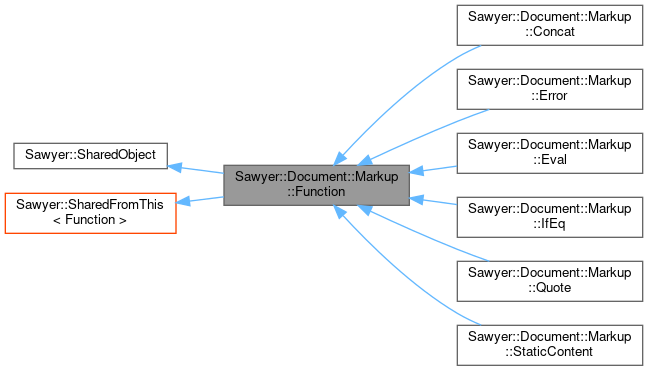 Sawyer::SharedObject
Sawyer::SharedFromThis
< Function >
Sawyer::Document::Markup
::Function
Sawyer::Document::Markup
::Concat
Sawyer::Document::Markup
::Error
Sawyer::Document::Markup
::Eval
Sawyer::Document::Markup
::IfEq
Sawyer::Document::Markup
::Quote
Sawyer::Document::Markup
::StaticContent